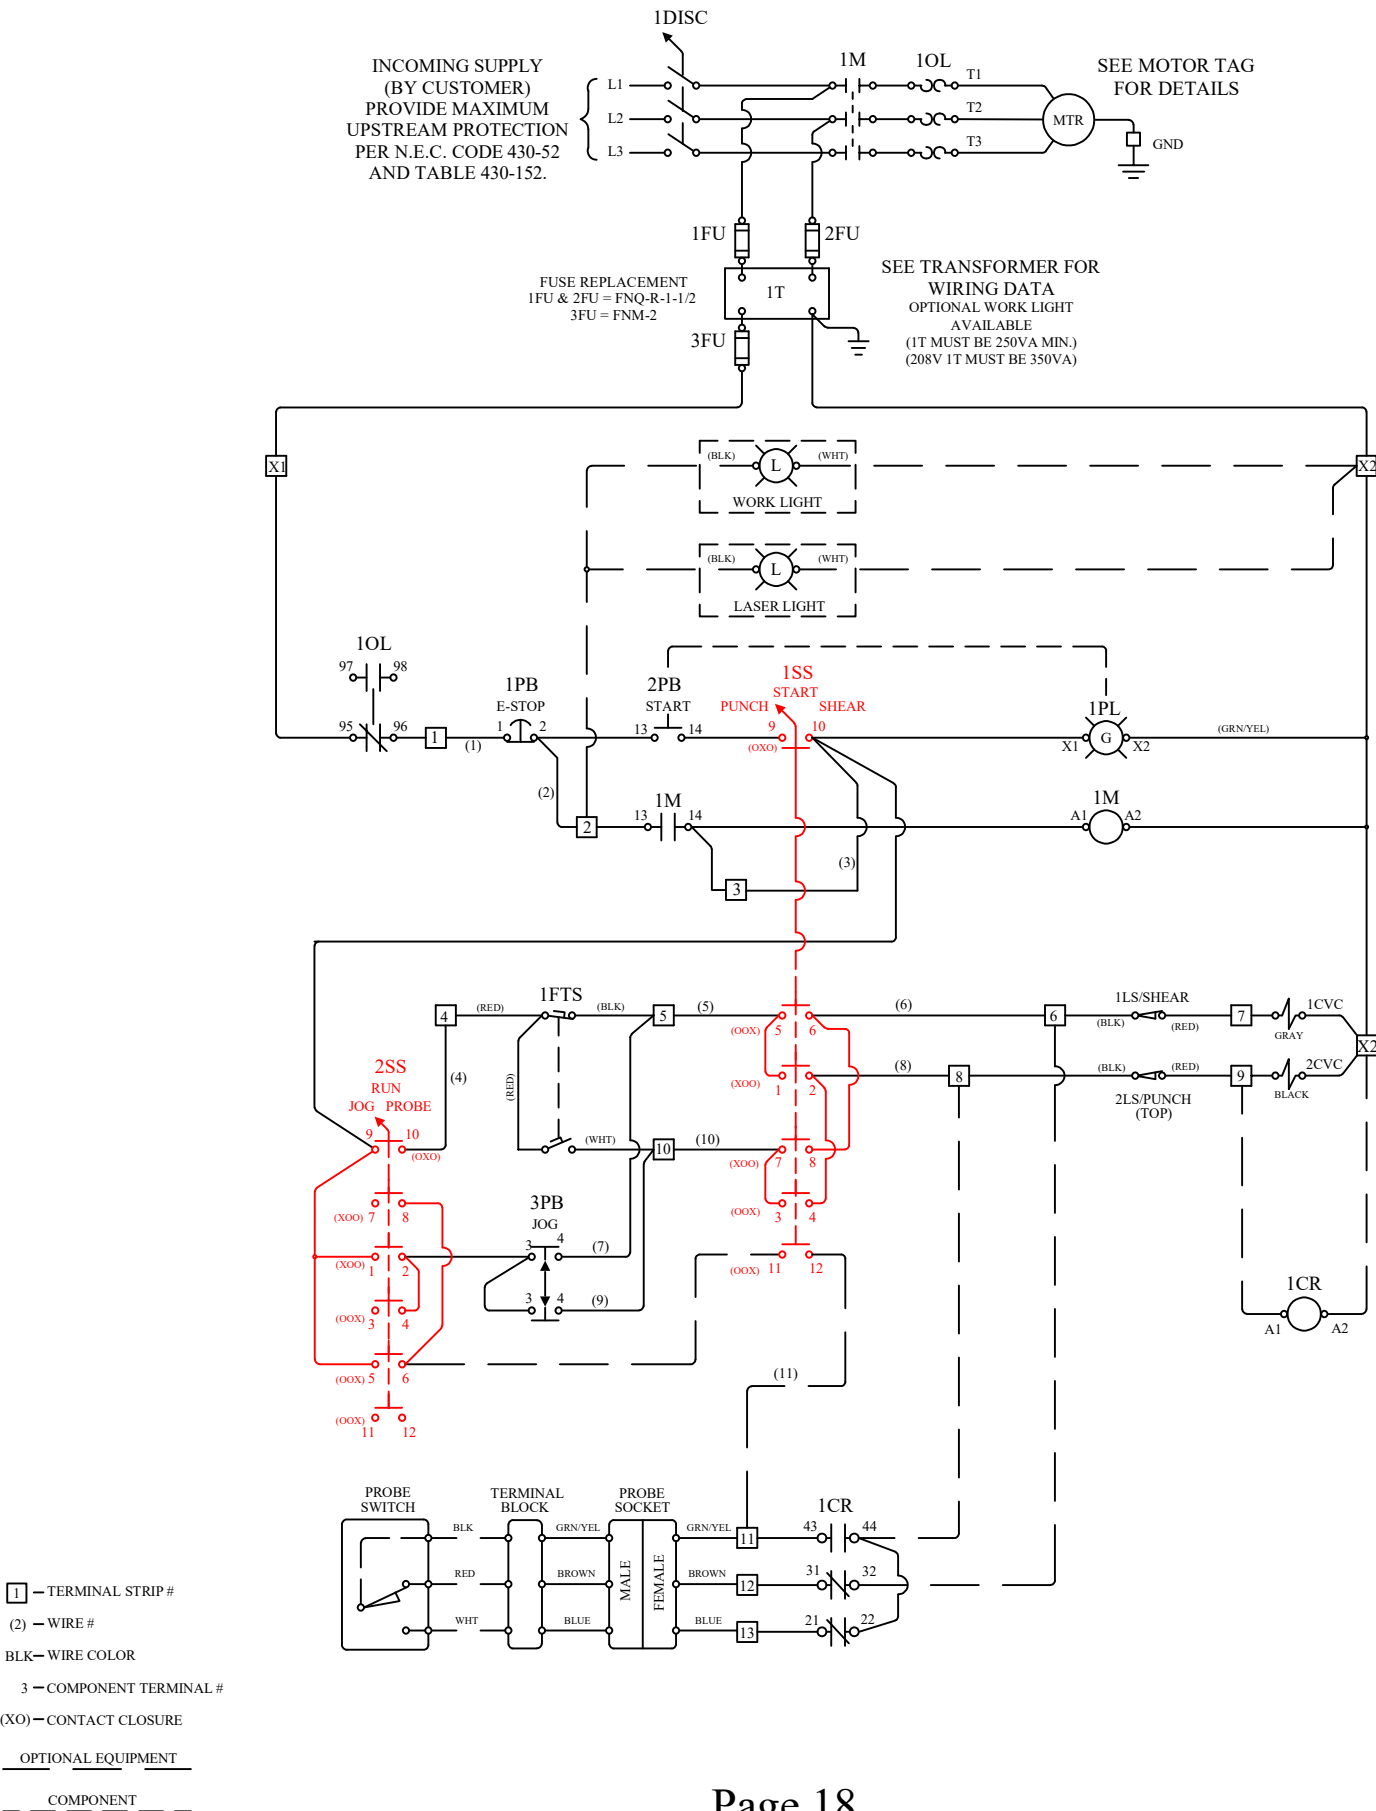 1DISC
INCOMING SUPPLY
(BY CUSTOMER)
PROVIDE MAXIMUM
UPSTREAM PROTECTION
PER N.E.C. CODE 430-52
AND TABLE 430-152.
L1
L2
L3
1M
1OL
T1
T2
T3
MTR
SEE MOTOR TAG
FOR DETAILS
GND
1FU
2FU
FUSE REPLACEMENT
1FU & 2FU = FNQ-R-1-1/2
3FU = FNM-2
1T
3FU
SEE TRANSFORMER FOR
WIRING DATA
OPTIONAL WORK LIGHT
AVAILABLE
(1T MUST BE 250VA MIN.)
(208V 1T MUST BE 350VA)
X1
(BLK)
L
(WHT)
WORK LIGHT
X2
(BLK)
L
(WHT)
LASER LIGHT
1OL
97
98
95
96
1
(1)
1PB
E-STOP
1
2
2PB
START
13
14
1SS
START
PUNCH
SHEAR
9
10
(OXO)
1PL
X1
G
X2
(GRN/YEL)
(2)
2
1M
13
14
3
(3)
1M
A1
A2
4
(RED)
1FTS
(BLK)
5
(5)
(OOX)
5
6
(6)
6
1LS/SHEAR
(BLK)
(RED)
7
1CVC
GRAY
X2
(4)
(RED)
(XOO)
1
2
(8)
8
(BLK)
(RED)
2LS/PUNCH
(TOP)
9
2CVC
BLACK
2SS
RUN
JOG PROBE
9
10
(OXO)
(WHT)
10
(10)
(XOO)
7
8
(XOO)
7
8
3PB
JOG
(OOX)
3
4
(XOO)
1
2
3
4
(7)
(OOX)
11
12
(OOX)
3
4
3
4
(9)
1CR
A1
A2
(OOX)
5
6
(11)
(OOX)
11
12
PROBE
SWITCH
TERMINAL
BLOCK
PROBE
SOCKET
1CR
BLK
GRN/YEL
GRN/YEL
11
43
44
RED
BROWN
MALE
FEMALE
BROWN
12
31
32
WHT
BLUE
BLUE
13
21
22
1 – TERMINAL STRIP #
(2) – WIRE #
BLK – WIRE COLOR
3 – COMPONENT TERMINAL #
(XO) – CONTACT CLOSURE
OPTIONAL EQUIPMENT
COMPONENT
Page 18